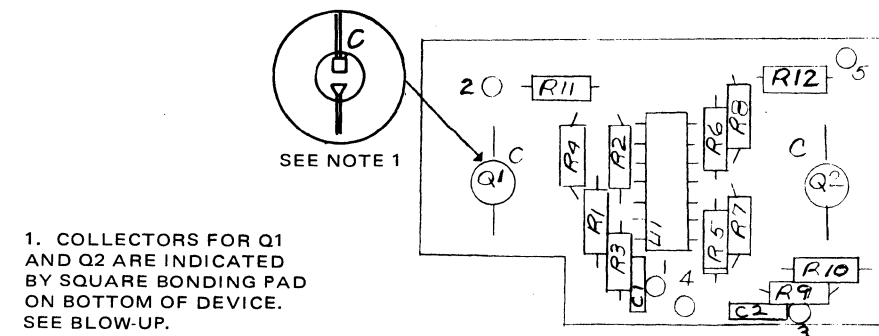 C
SEE NOTE 1
2
R11
R12
5
R4
R2
R6
R8
Q1
C
C
Q2
R1
R3
U1
R5
R7
C1
1
4
R10
R9
C2
3
1. COLLECTORS FOR Q1
AND Q2 ARE INDICATED
BY SQUARE BONDING PAD
ON BOTTOM OF DEVICE.
SEE BLOW-UP.